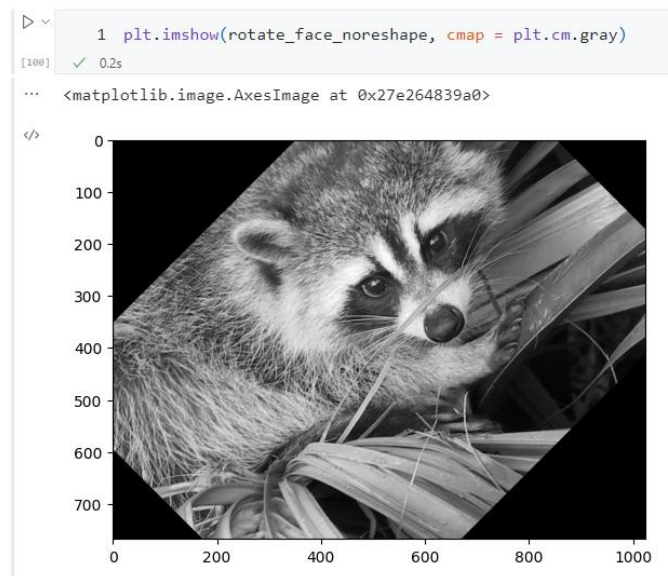 1 plt.imshow(rotate_face_noreshape, cmap = plt.cm.gray)
[100] ✓ 0.2s
... <matplotlib.image.AxesImage at 0x27e264839a0>
</>
0
100
200
300
400
500
600
700
0 200 400 600 800 1000